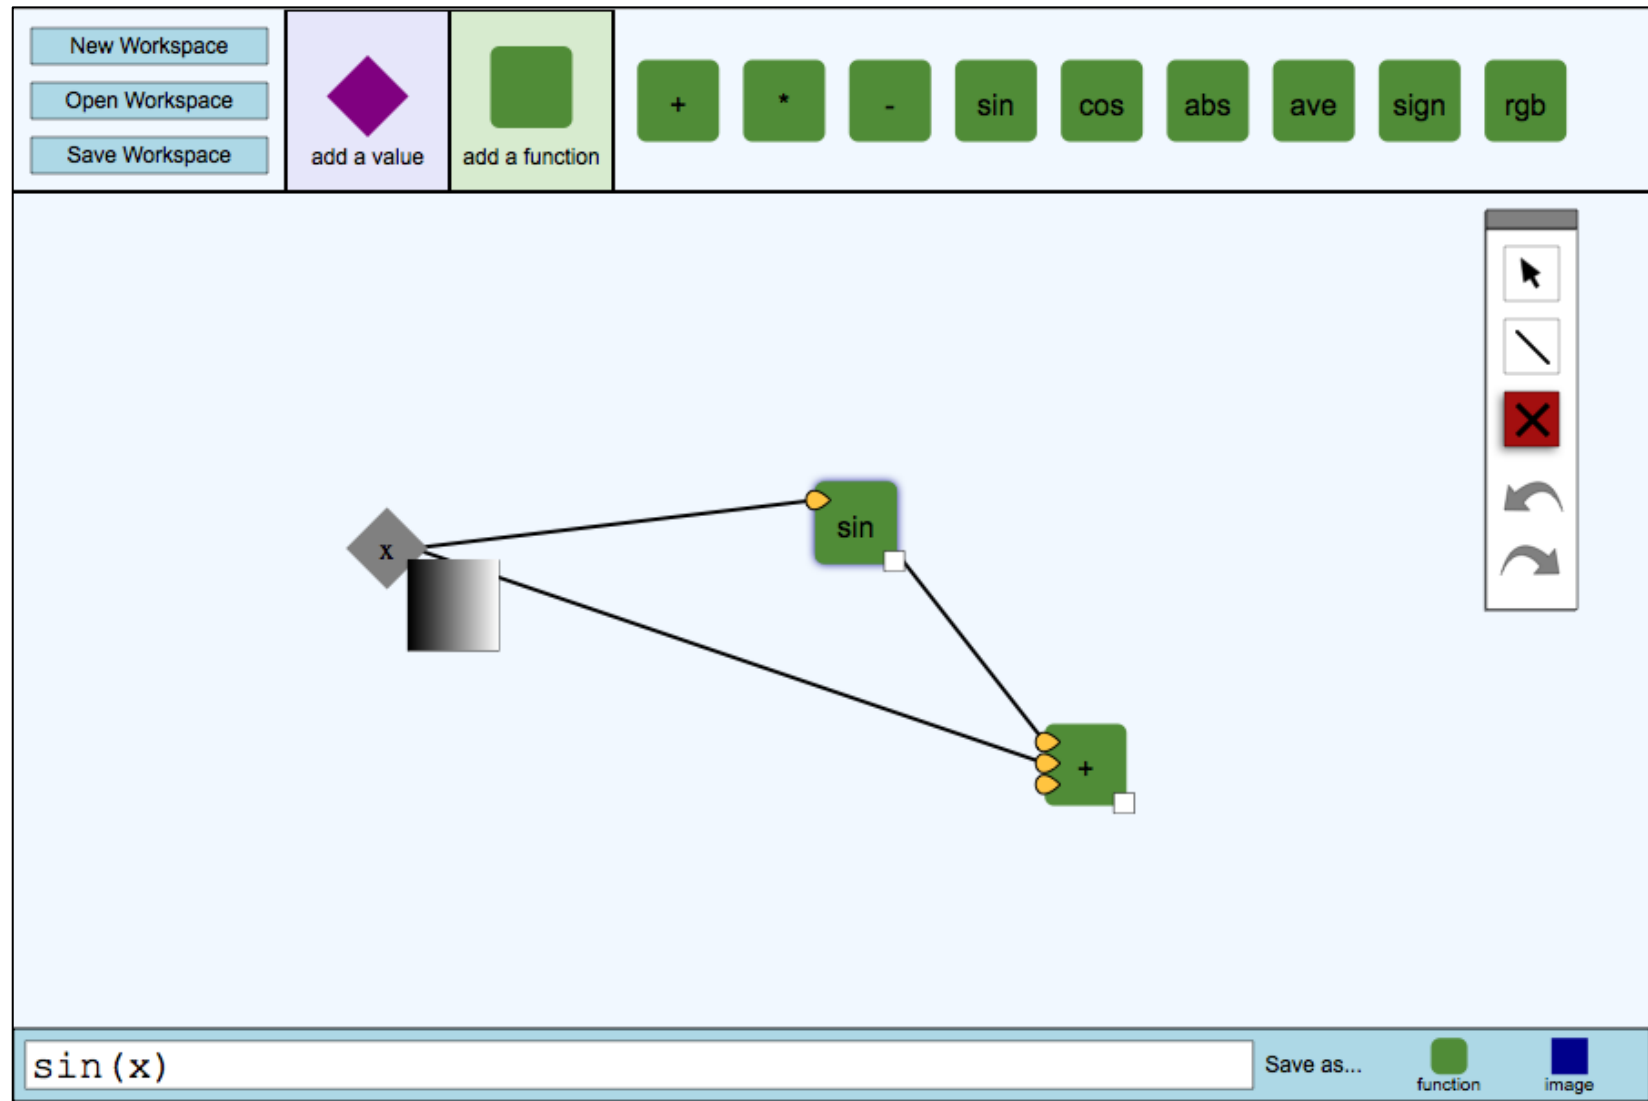 New Workspace
Open Workspace
Save Workspace
add a value
add a function
+ * - sin cos abs ave sign rgb
x
sin
+
sin(x)
Save as...
function
image